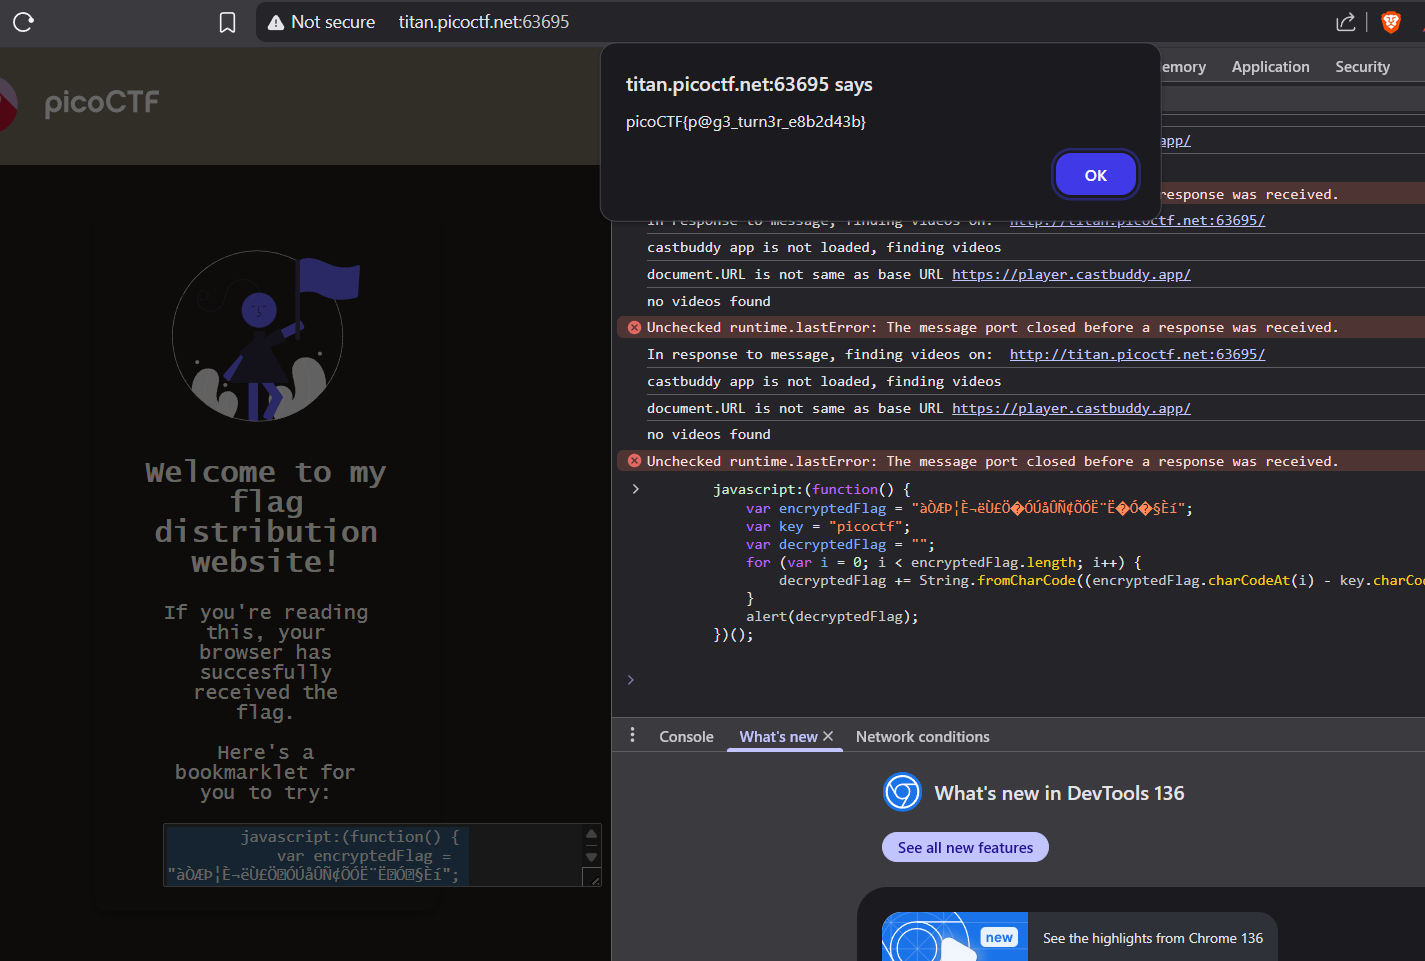 Not secure titan.picoctf.net:63695
picoCTF
titan.picoctf.net:63695 says
picoCTF{p@g3_turn3r_e8b2d43b}
OK
emory Application Security
app/
esponse was received.
In response to message, finding videos on: http://titan.picoctf.net:63695/
castbuddy app is not loaded, finding videos
document.URL is not same as base URL https://player.castbuddy.app/
no videos found
Unchecked runtime.lastError: The message port closed before a response was received.
In response to message, finding videos on: http://titan.picoctf.net:63695/
castbuddy app is not loaded, finding videos
document.URL is not same as base URL https://player.castbuddy.app/
no videos found
Unchecked runtime.lastError: The message port closed before a response was received.
javascript:(function() {
var encryptedFlag = "àÒÆÞ¦È¬ëÙ£Ö�ÓÚåÛÑ¢ÕÓË¨Ë�Ó�§Èí";
var key = "picoctf";
var decryptedFlag = "";
for (var i = 0; i < encryptedFlag.length; i++) {
decryptedFlag += String.fromCharCode((encryptedFlag.charCodeAt(i) - key.charCo
}
alert(decryptedFlag);
})();
Welcome to my
flag
distribution
website!
If you're reading
this, your
browser has
succesfully
received the
flag.
Here's a
bookmarklet for
you to try:
javascript:(function() {
var encryptedFlag =
"àÒÆÞ¦È¬ëÙ£Ö�ÓÚåÛÑ¢ÕÓË¨Ë�Ó�§Èí";
Console What's new Network conditions
What's new in DevTools 136
See all new features
new See the highlights from Chrome 136